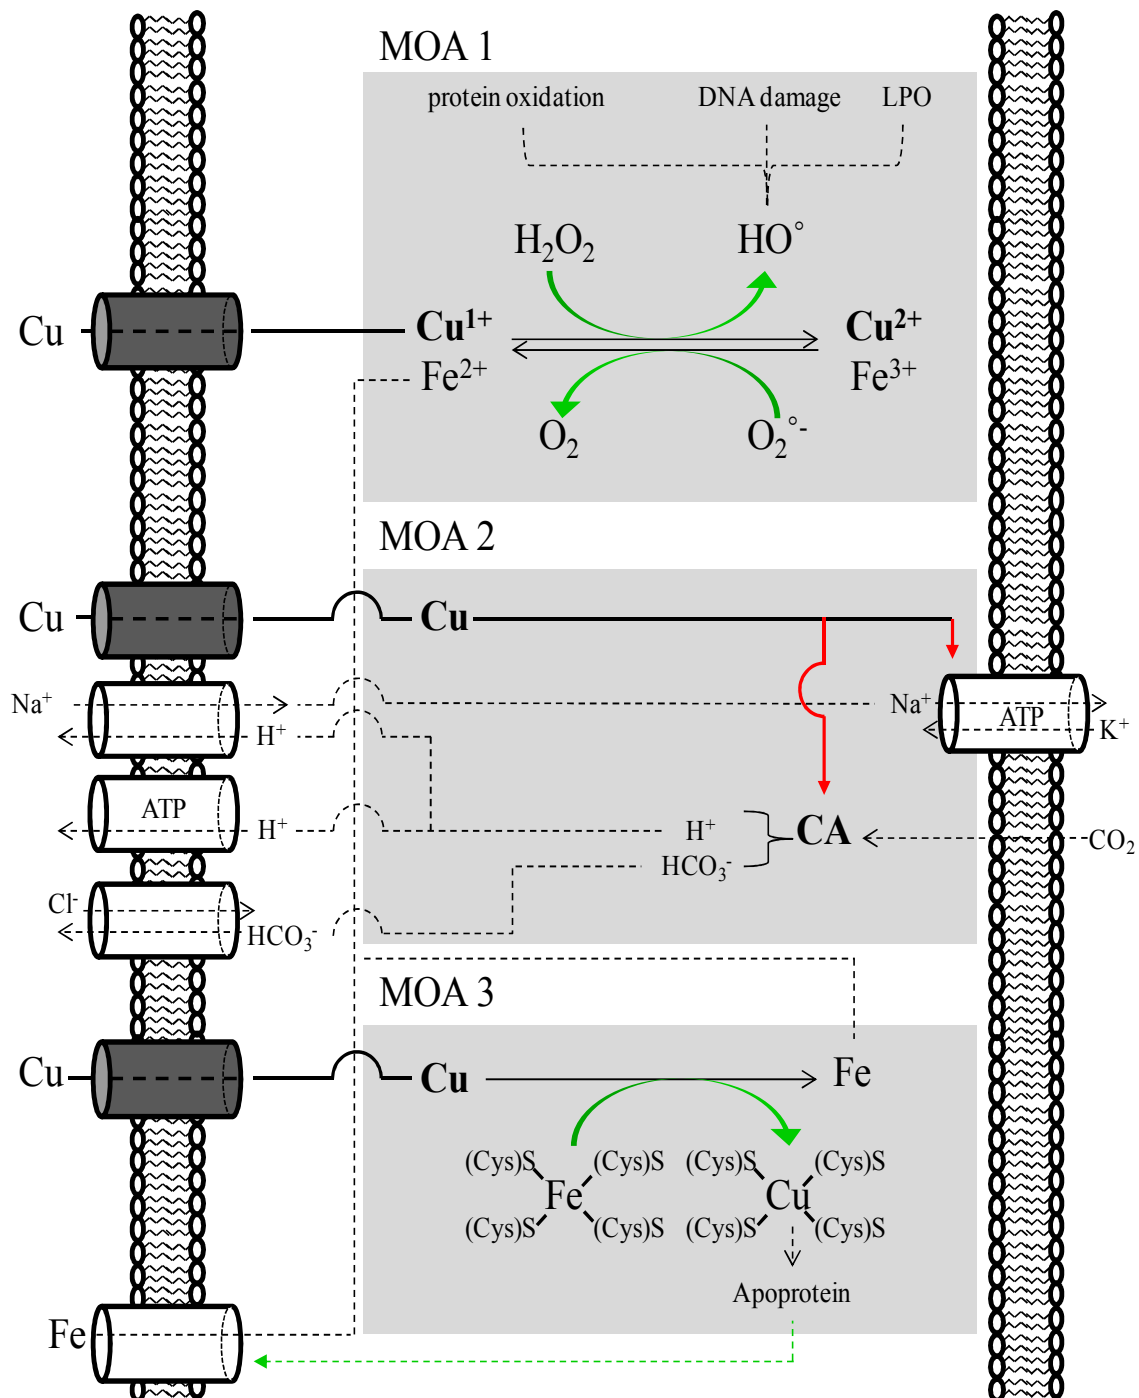 MOA 1
protein oxidation DNA damage LPO
H₂O₂ HO°
Cu Cu¹⁺ Cu²⁺
Fe²⁺ Fe³⁺
O₂ O₂°⁻
MOA 2
Cu Cu
Na⁺ Na⁺
H⁺ ATP K⁺
ATP
H⁺ H⁺ CA CO₂
HCO₃⁻
Cl⁻
HCO₃⁻
MOA 3
Cu Cu Fe
(Cys)S (Cys)S (Cys)S (Cys)S
Fe Cu
(Cys)S (Cys)S (Cys)S (Cys)S
Apoprotein
Fe